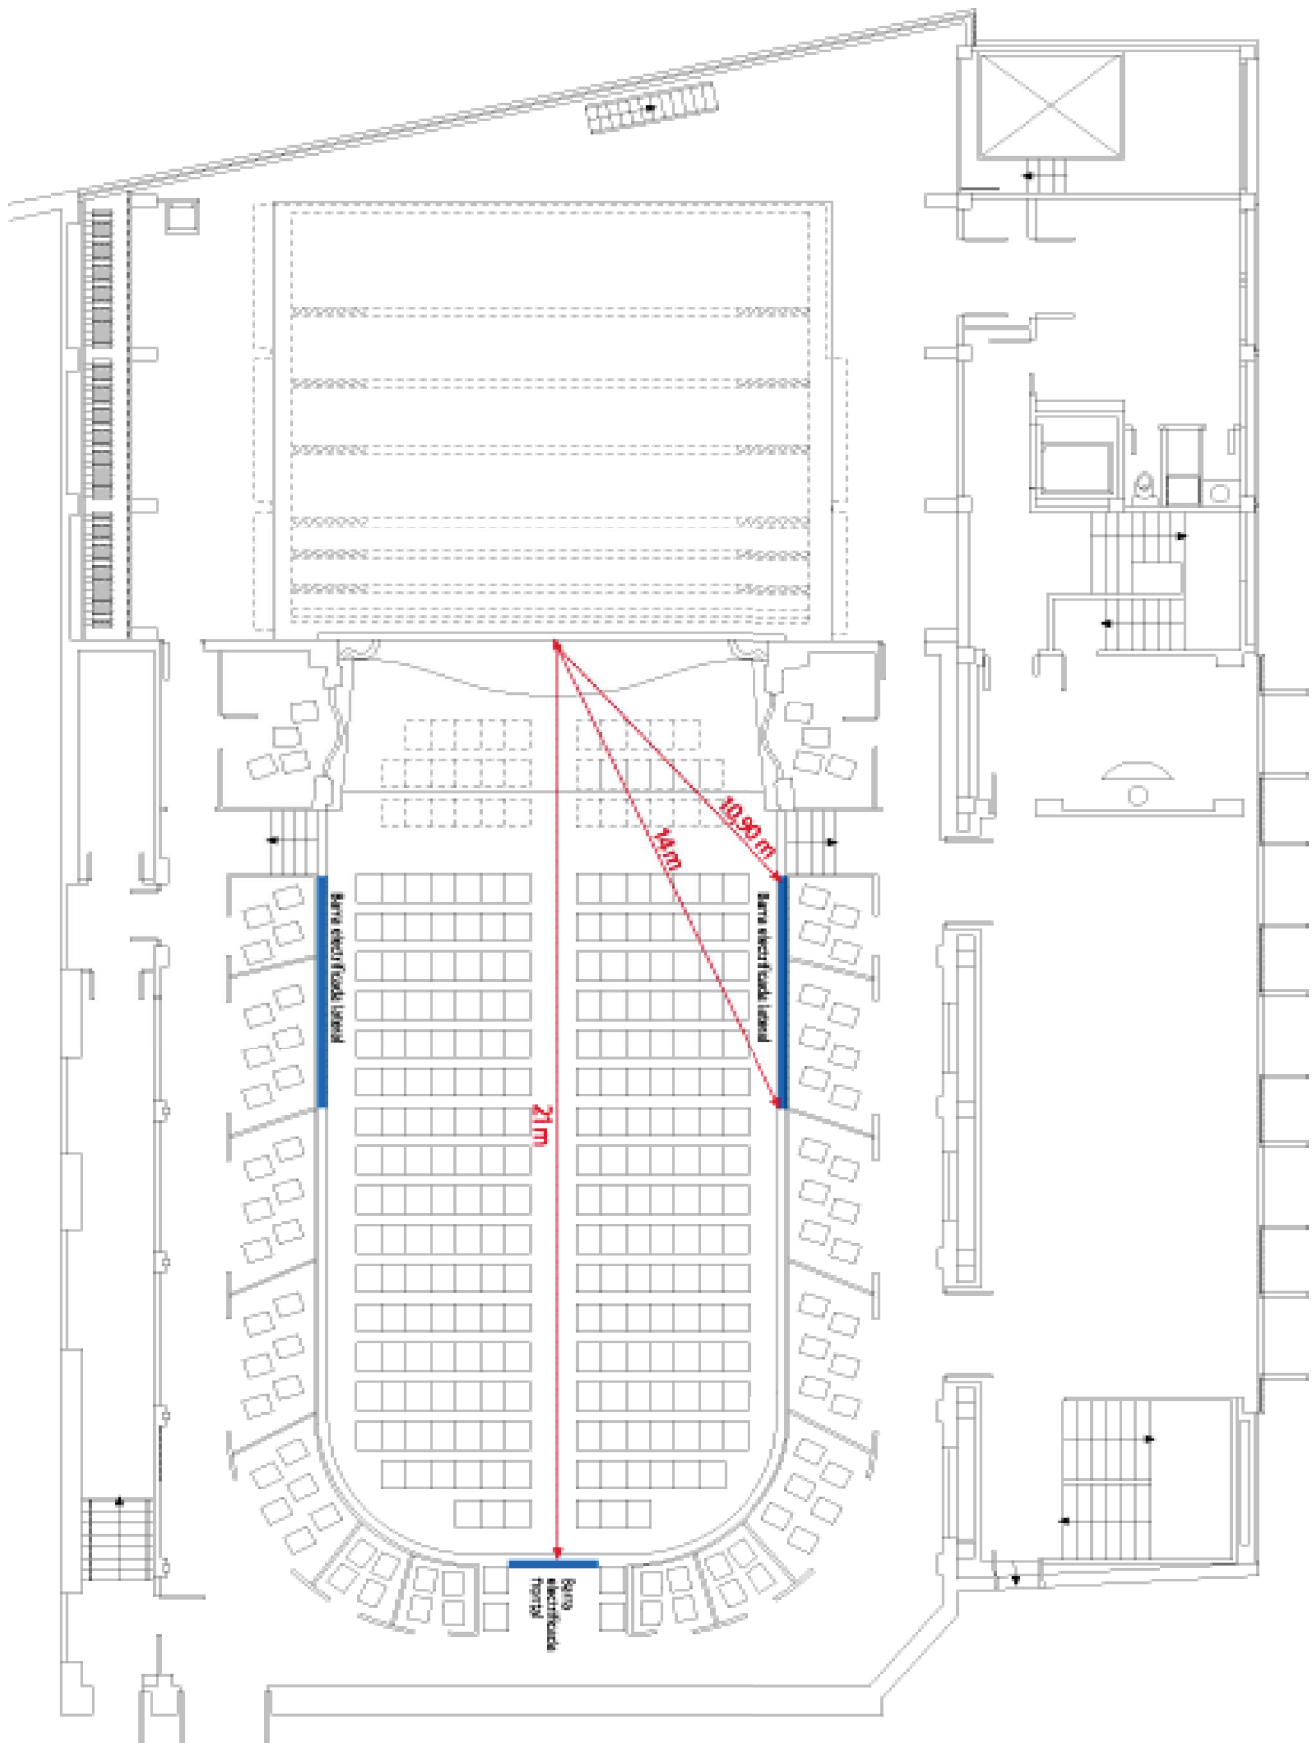 10,90 m
14 m
Barra electrificada lateral
Barra electrificada lateral
21 m
Barra
electrificada
frontal